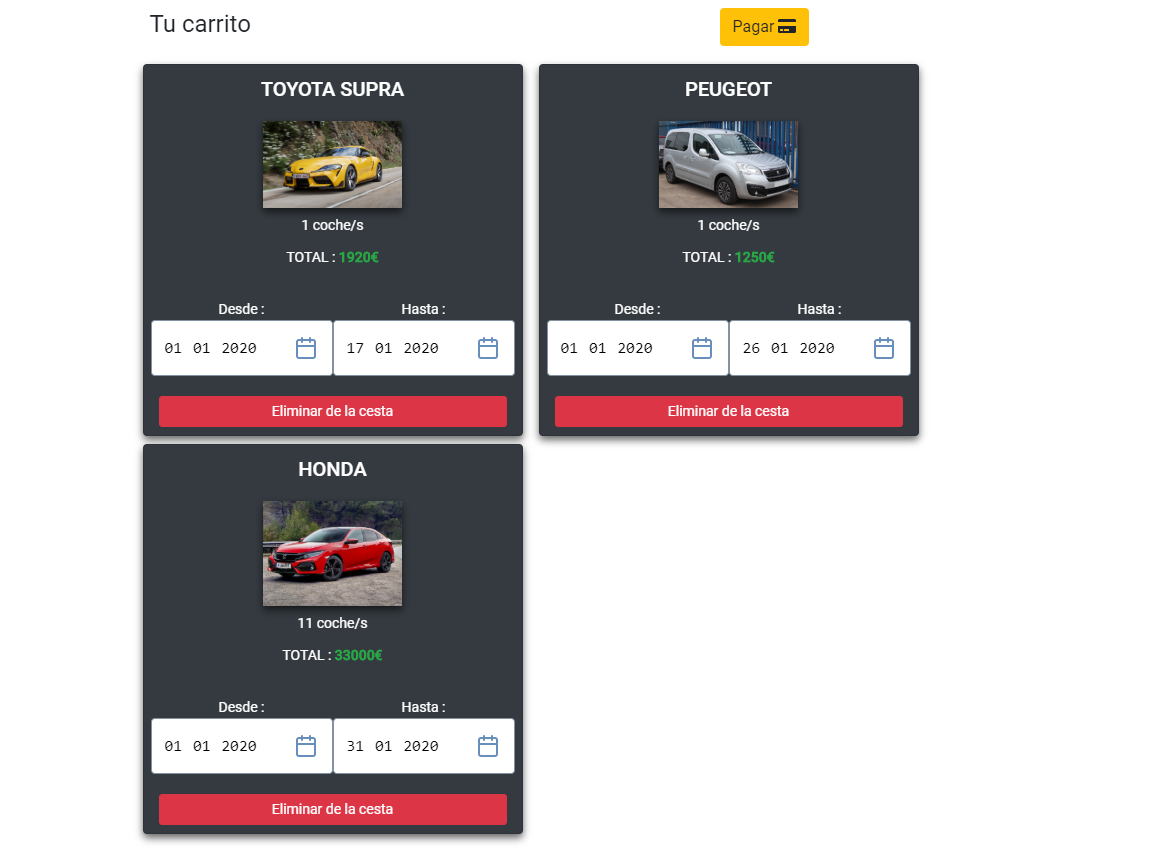 Tu carrito
Pagar
TOYOTA SUPRA
1 coche/s
TOTAL : 1920€
Desde : Hasta :
01 01 2020 17 01 2020
Eliminar de la cesta
PEUGEOT
1 coche/s
TOTAL : 1250€
Desde : Hasta :
01 01 2020 26 01 2020
Eliminar de la cesta
HONDA
11 coche/s
TOTAL : 33000€
Desde : Hasta :
01 01 2020 31 01 2020
Eliminar de la cesta